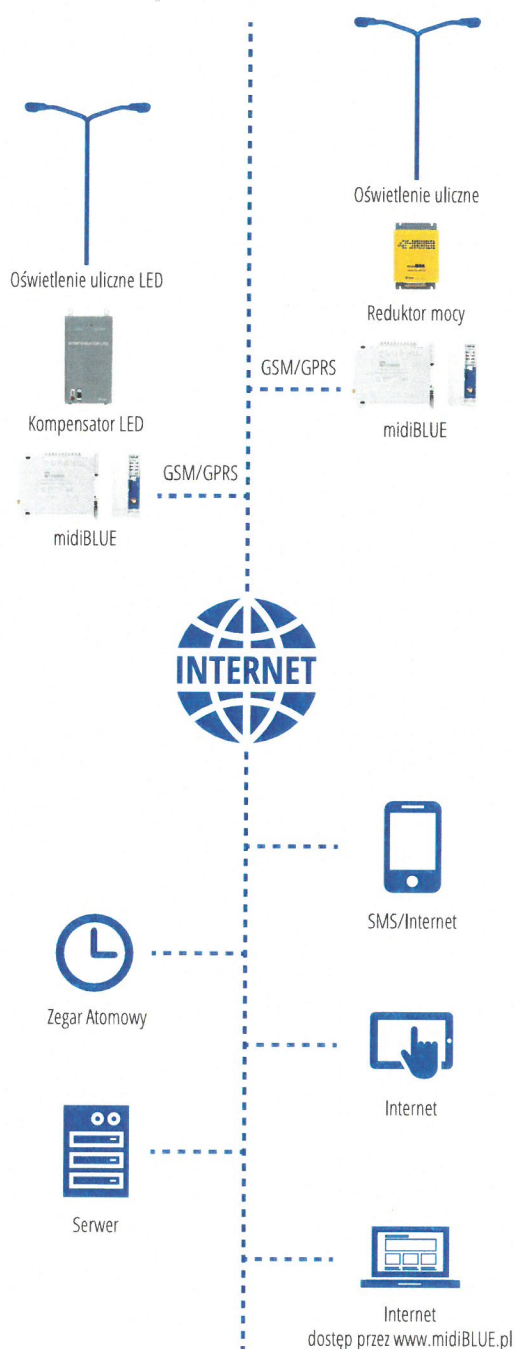 Oświetlenie uliczne
Oświetlenie uliczne LED
Reduktor mocy
GSM/GPRS
midiBLUE
Kompensator LED
GSM/GPRS
midiBLUE
INTERNET
SMS/Internet
Zegar Atomowy
Internet
Serwer
Internet
dostęp przez www.midiBLUE.pl